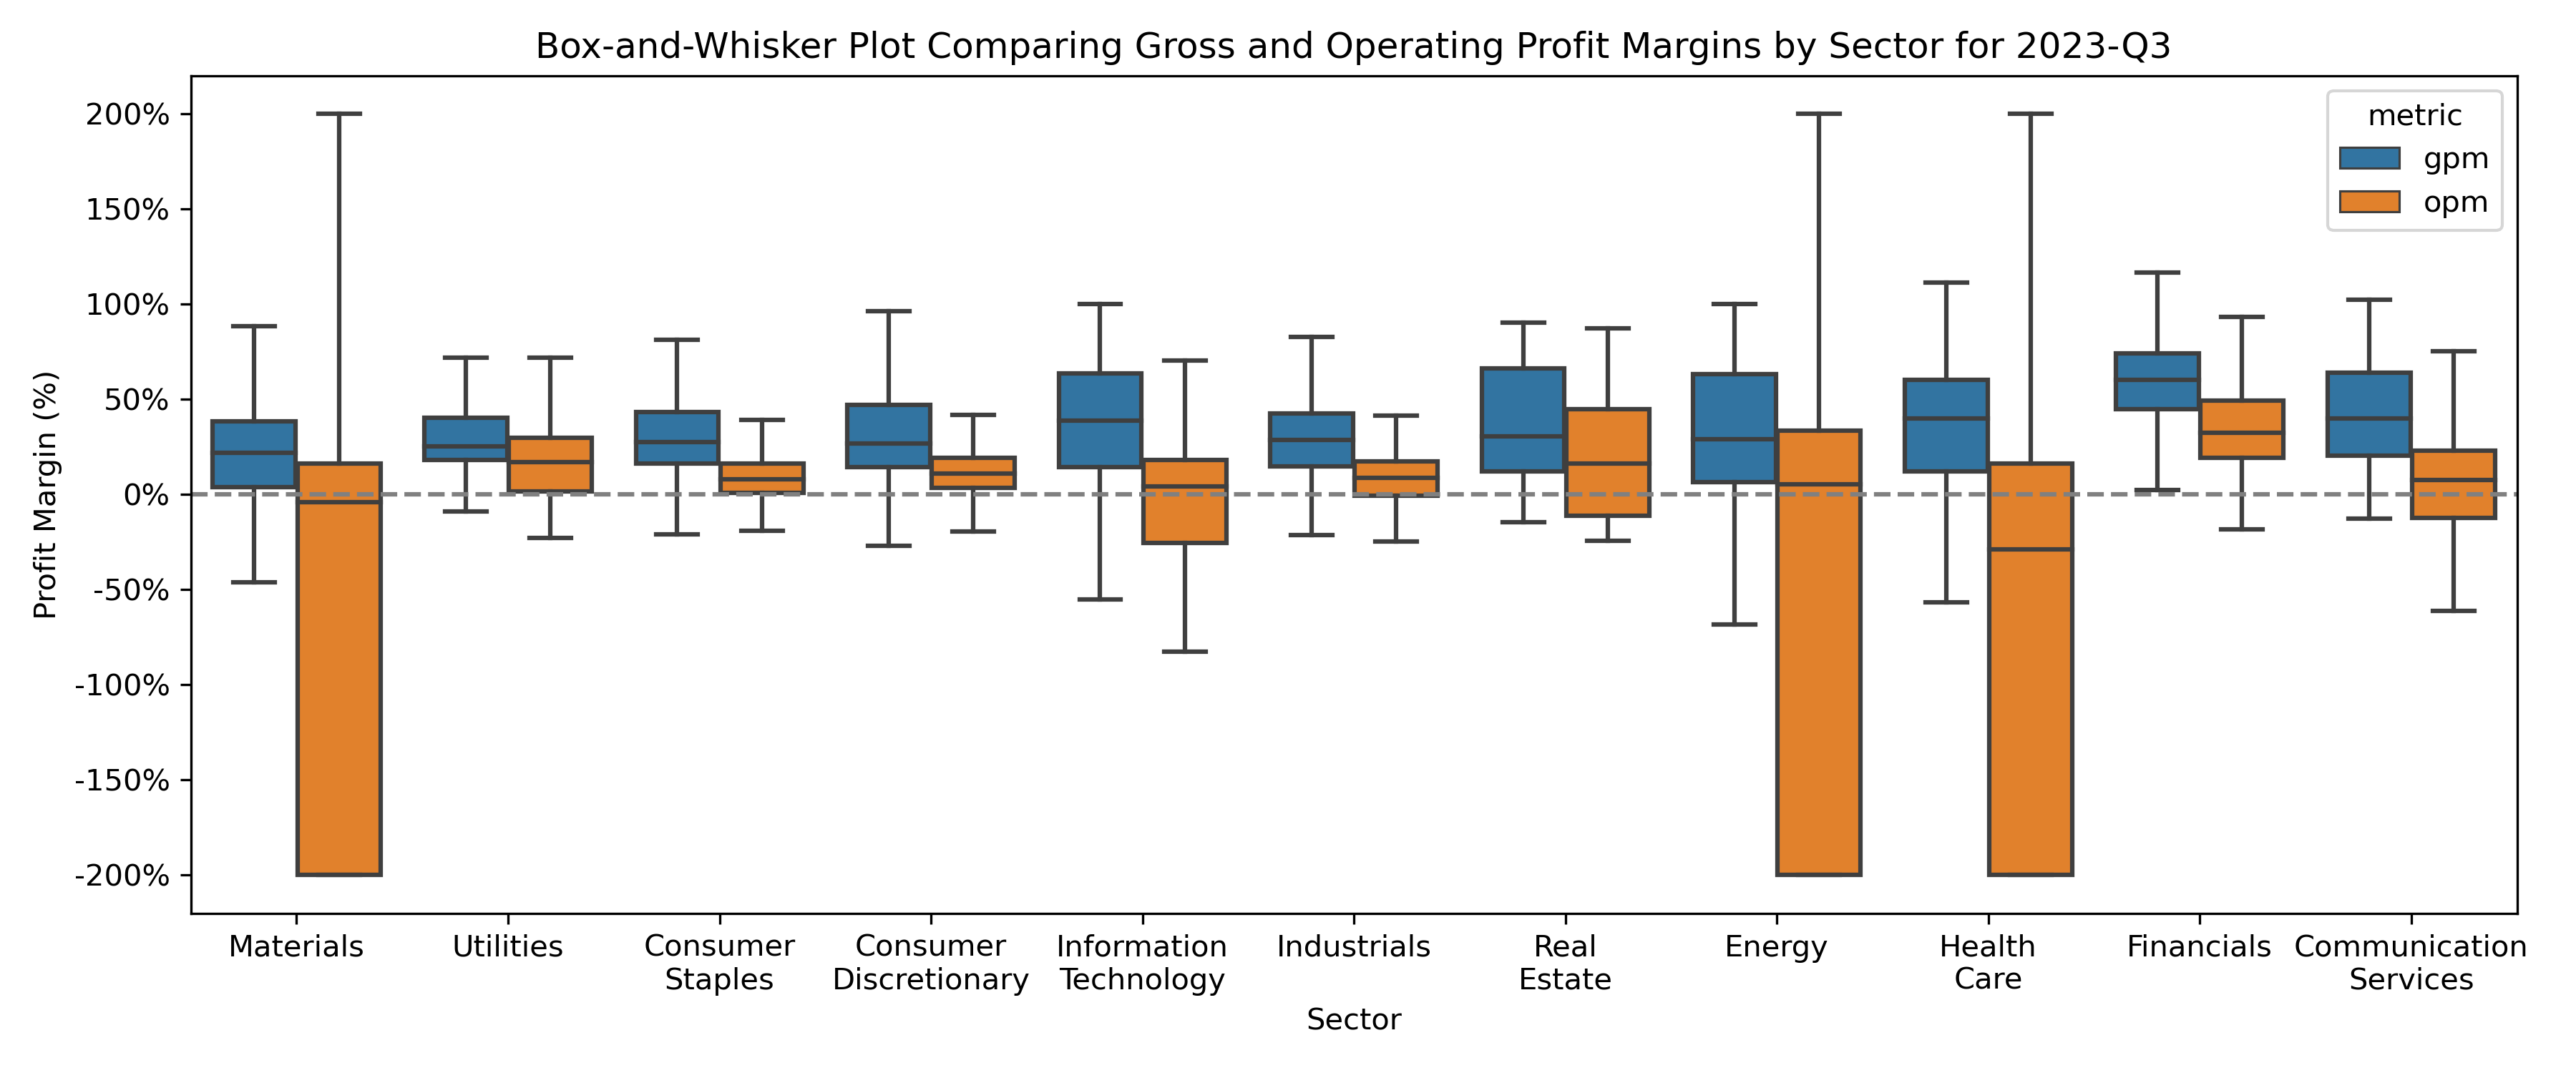 Box-and-Whisker Plot Comparing Gross and Operating Profit Margins by Sector for 2023-Q3
metric
gpm
opm
Profit Margin (%)
200%
150%
100%
50%
0%
-50%
-100%
-150%
-200%
Materials
Utilities
Consumer
Staples
Consumer
Discretionary
Information
Technology
Industrials
Real
Estate
Energy
Health
Care
Financials
Communication
Services
Sector